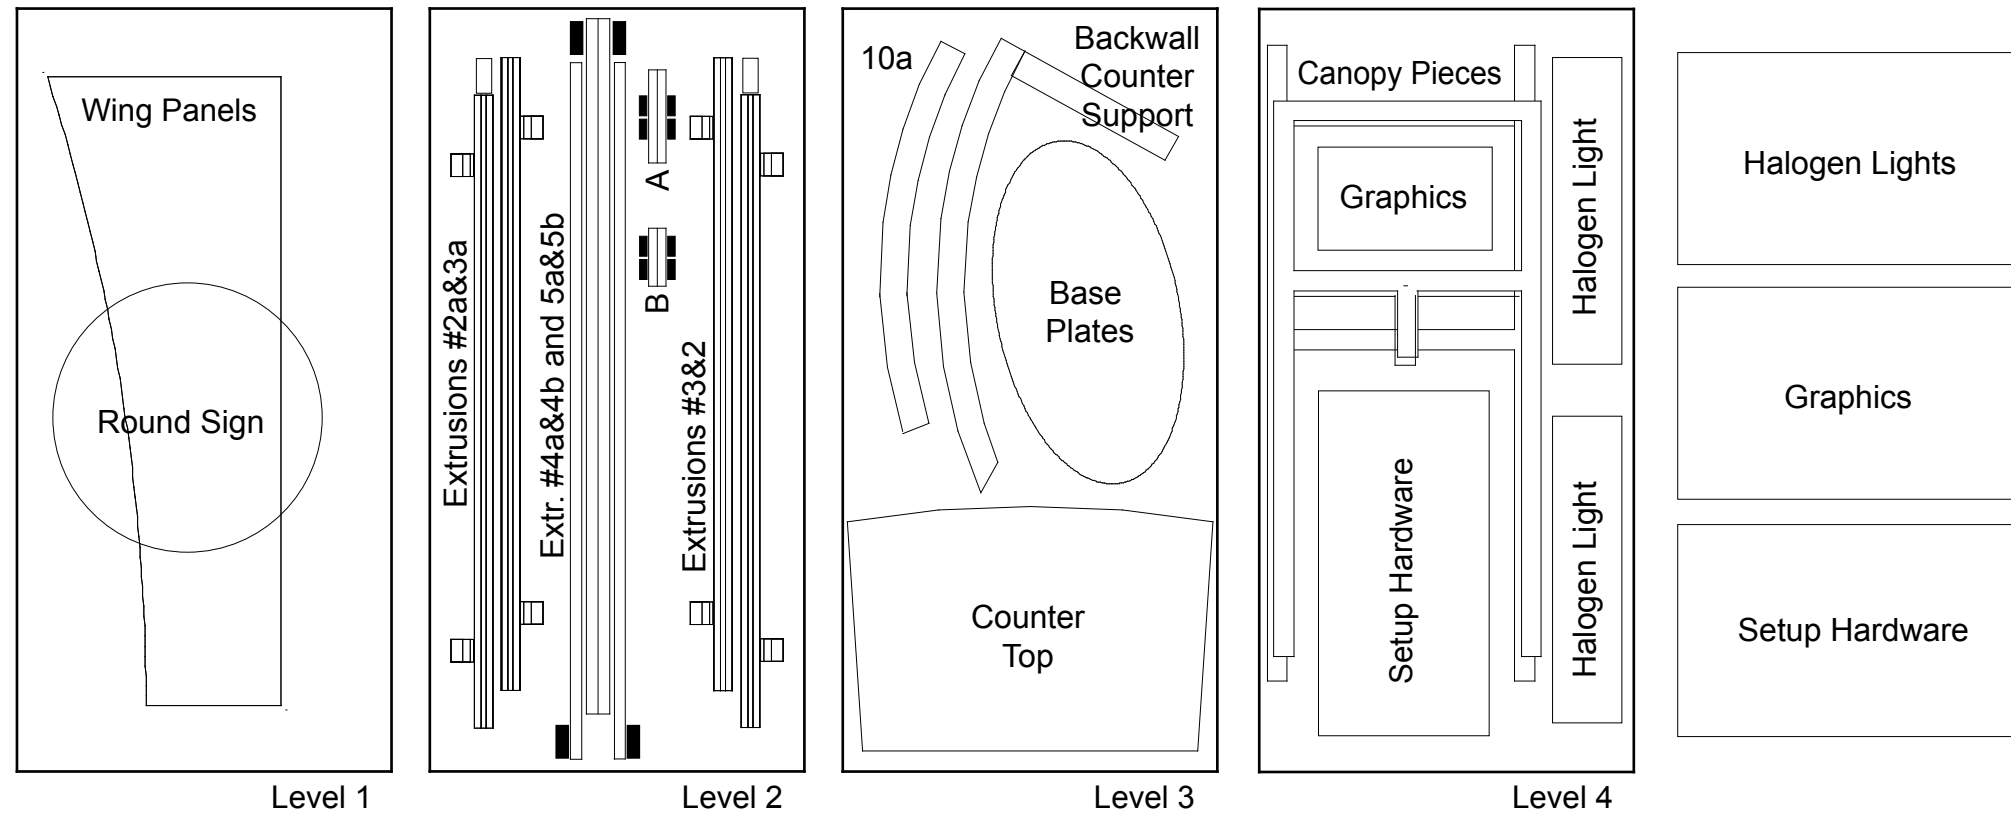 Wing Panels
Round Sign
Level 1
Extrusions #2a&3a
Extr. #4a&4b and 5a&5b
A
B
Extrusions #3&2
Level 2
10a
Backwall
Counter
Support
Base
Plates
Counter
Top
Level 3
Canopy Pieces
Graphics
Halogen Light
Setup Hardware
Halogen Light
Level 4
Halogen Lights
Graphics
Setup Hardware